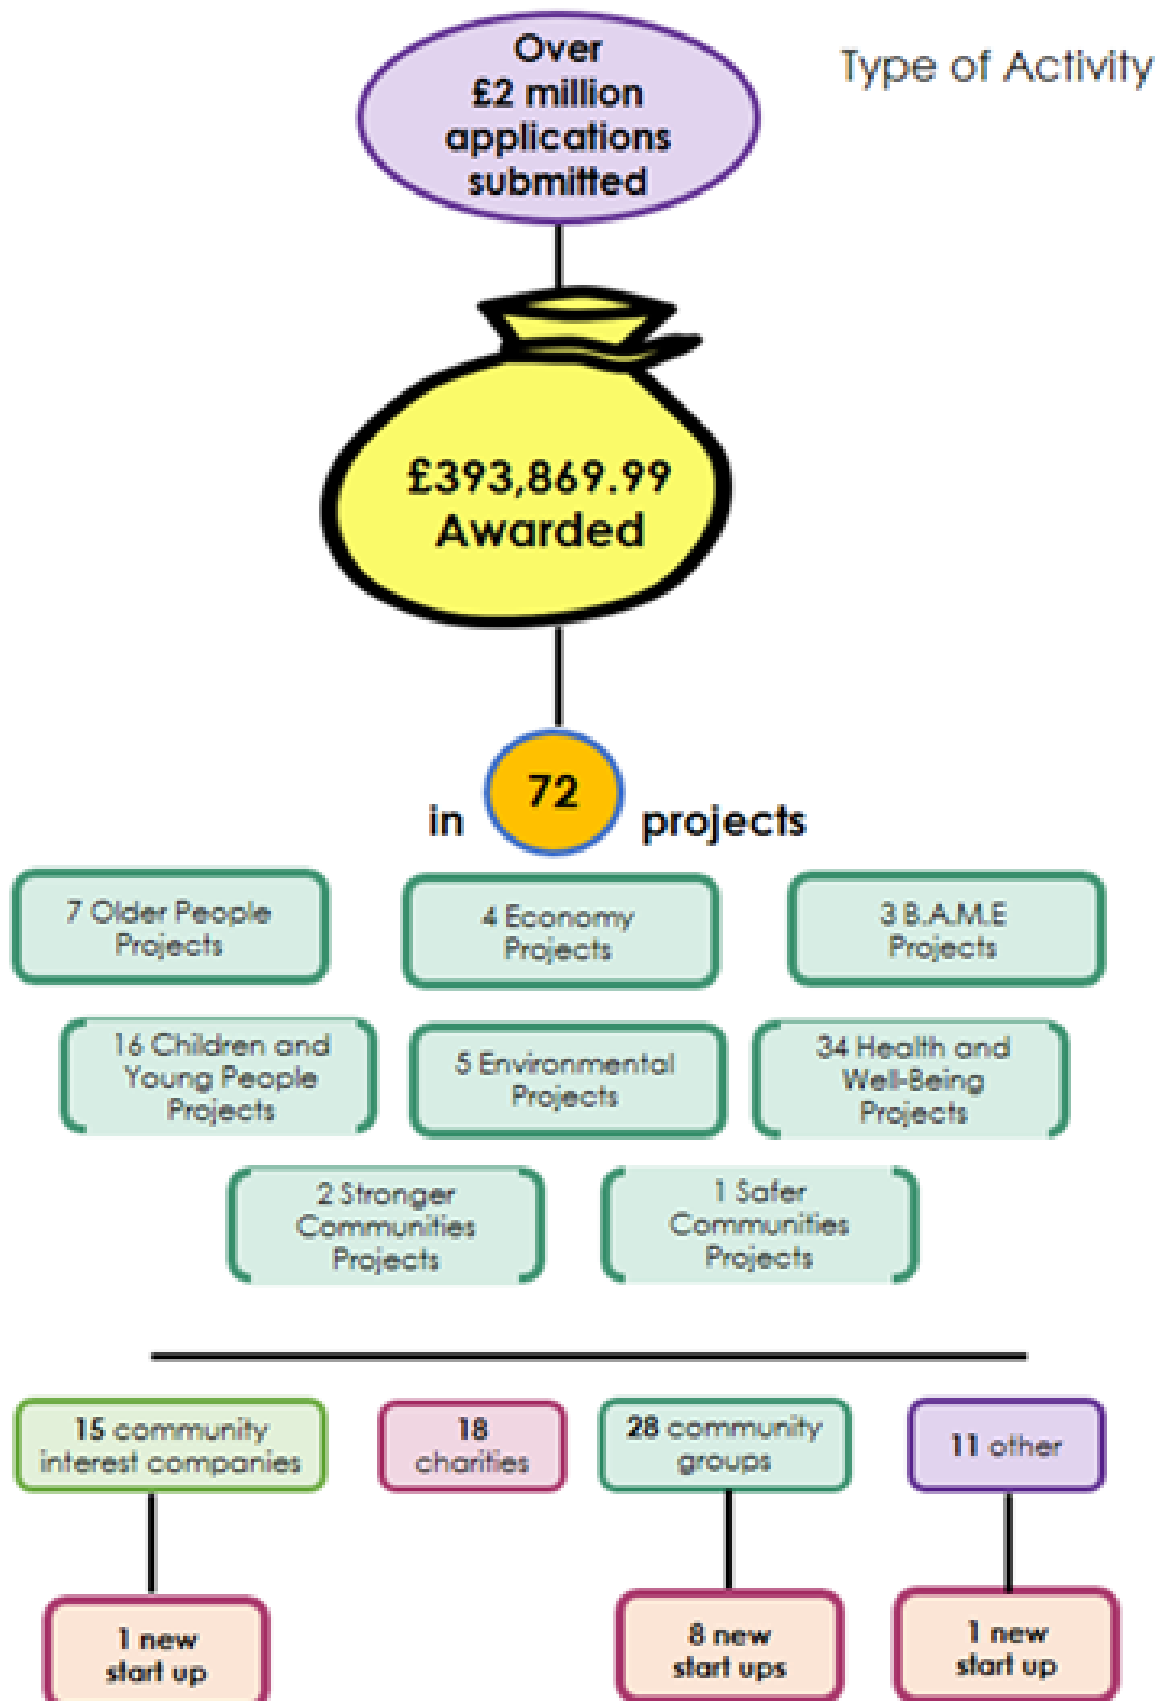 Over
£2 million
applications
submitted
Type of Activity
£393,869.99
Awarded
in 72 projects
7 Older People
Projects
4 Economy
Projects
3 B.A.M.E
Projects
16 Children and
Young People
Projects
5 Environmental
Projects
34 Health and
Well-Being
Projects
2 Stronger
Communities
Projects
1 Safer
Communities
Projects
15 community
interest companies
18
charities
28 community
groups
11 other
1 new
start up
8 new
start ups
1 new
start up